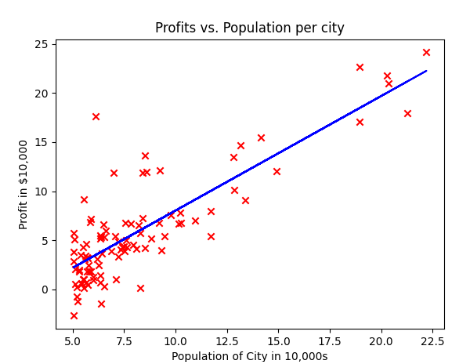 Profits vs. Population per city
25
20
15
10
5
0
Profit in $10,000
5.0 7.5 10.0 12.5 15.0 17.5 20.0 22.5
Population of City in 10,000s